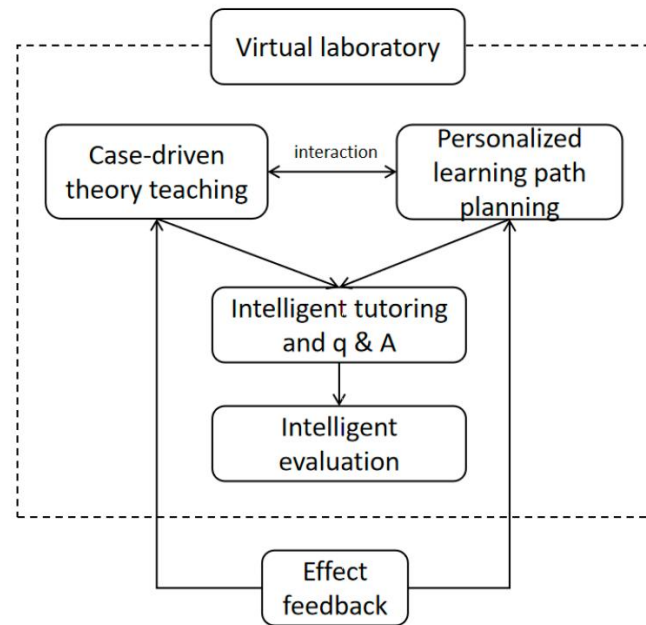 Virtual laboratory
Case-driven
theory teaching
interaction
Personalized
learning path
planning
Intelligent tutoring
and q & A
Intelligent
evaluation
Effect
feedback